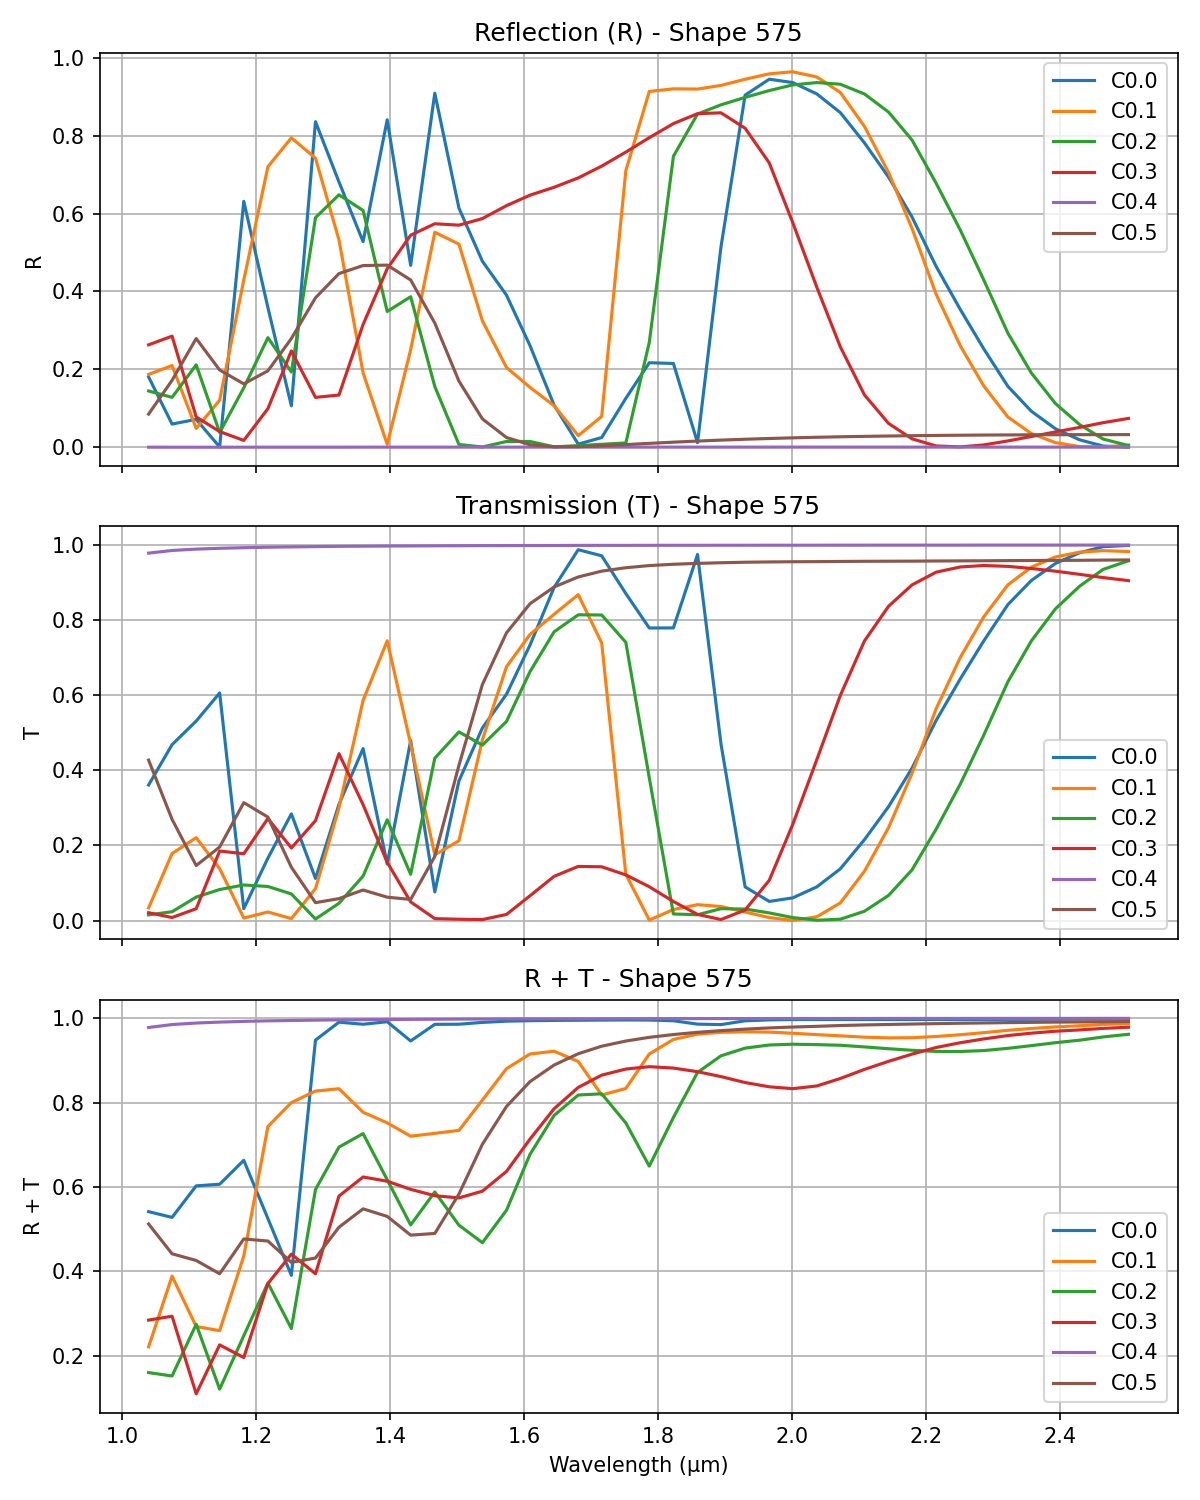 Reflection (R) - Shape 575
1.0
0.8
0.6
0.4
0.2
0.0
R
C0.0
C0.1
C0.2
C0.3
C0.4
C0.5
Transmission (T) - Shape 575
1.0
0.8
0.6
0.4
0.2
0.0
T
C0.0
C0.1
C0.2
C0.3
C0.4
C0.5
R + T - Shape 575
1.0
0.8
0.6
0.4
0.2
R + T
C0.0
C0.1
C0.2
C0.3
C0.4
C0.5
1.0 1.2 1.4 1.6 1.8 2.0 2.2 2.4
Wavelength (μm)